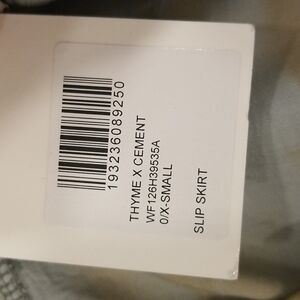 193236089250
THYME X CEMENT
WF126H39535A
0/X-SMALL
SLIP SKIRT